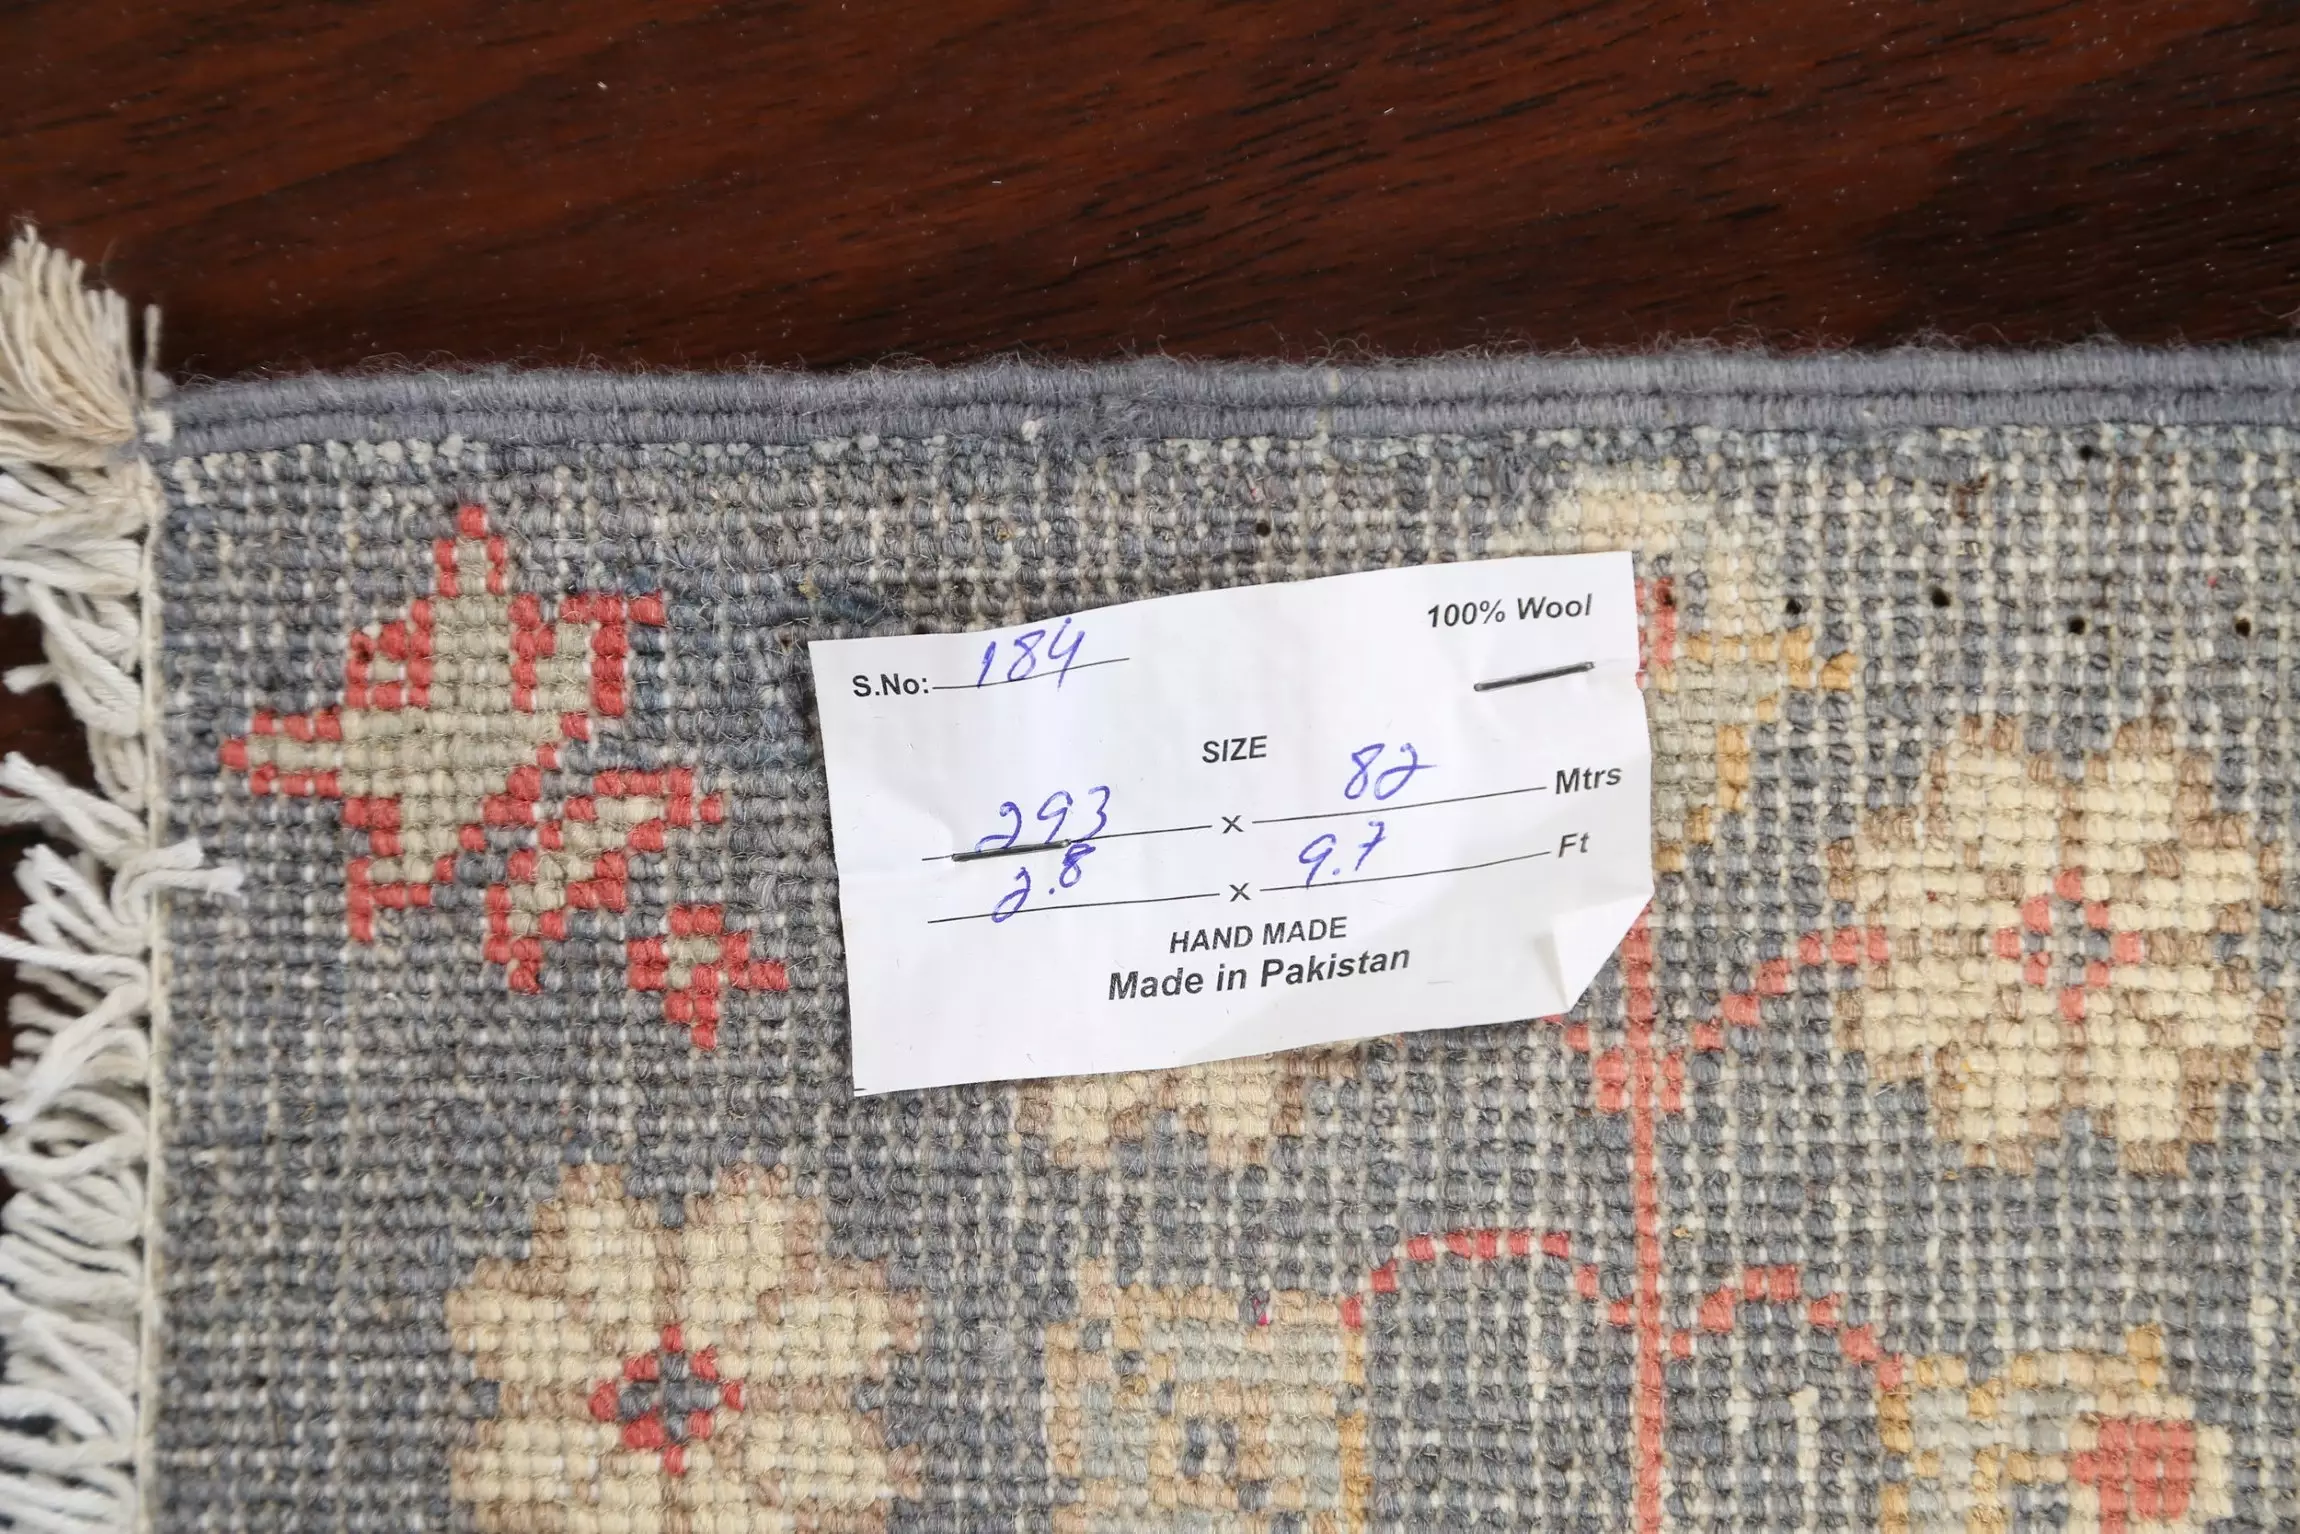 100% Wool
S.No: 184
SIZE
293 x 82 Mtrs
2.8 x 9.7 Ft
HAND MADE
Made in Pakistan